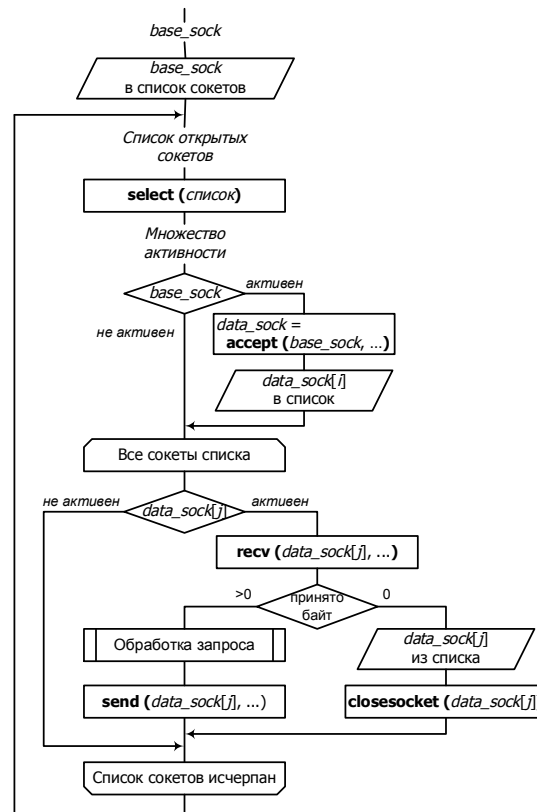 base_sock
base_sock
в список сокетов
Список открытых
сокетов
select (список)
Множество
активности
base_sock
активен
не активен
data_sock =
accept (base_sock, ...)
data_sock[i]
в список
Все сокеты списка
не активен
активен
data_sock[j]
recv (data_sock[j], ...)
>0
принято
0
байт
Обработка запроса
data_sock[j]
из списка
send (data_sock[j], ...)
closesocket (data_sock[j])
Список сокетов исчерпан